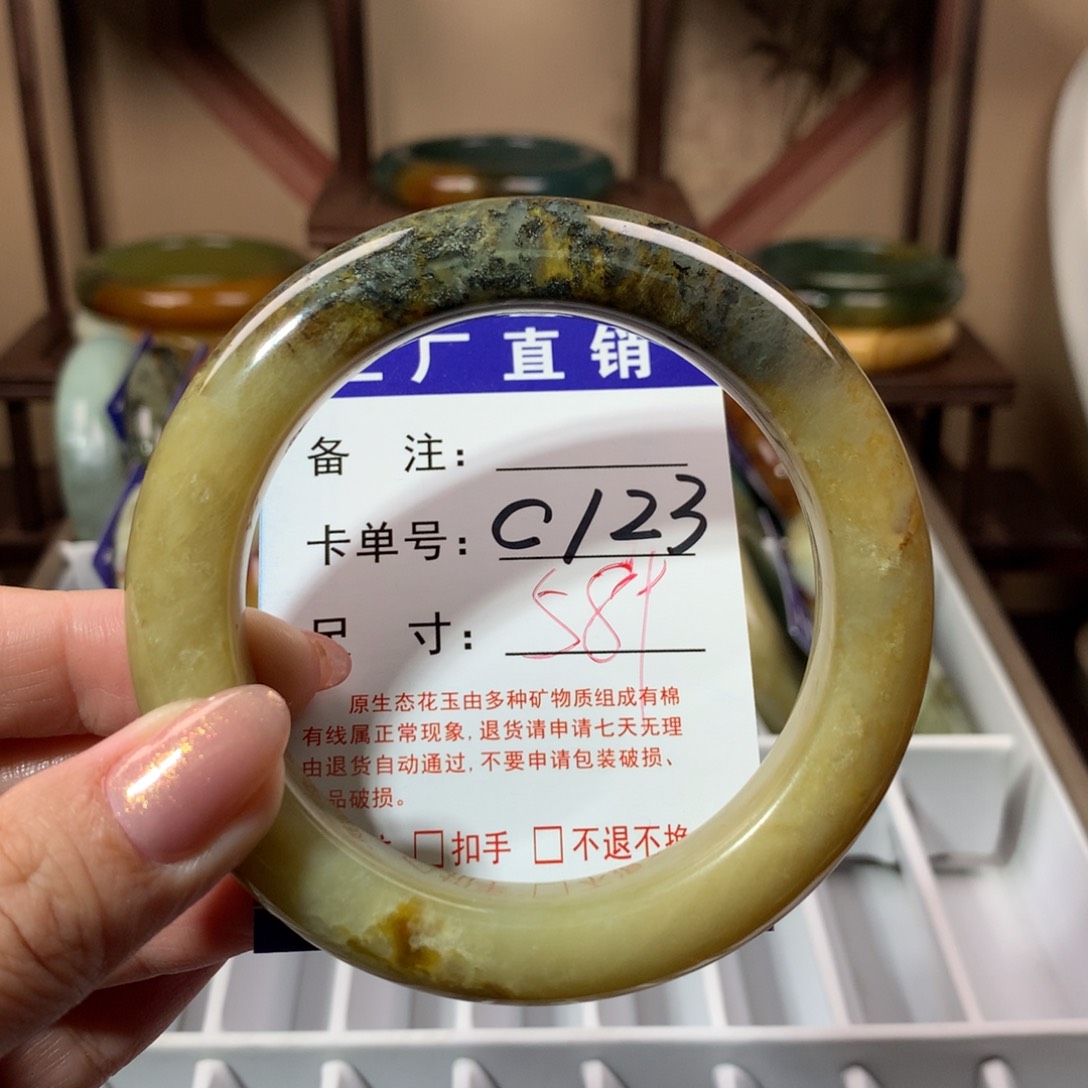 厂直销
备 注:
卡单号: C123
尺 寸: 58
原生态花玉由多种矿物质组成有棉
有线属正常现象,退货请申请七天无理
由退货自动通过,不要申请包装破损、
品破损。
□扣手 □不退不换